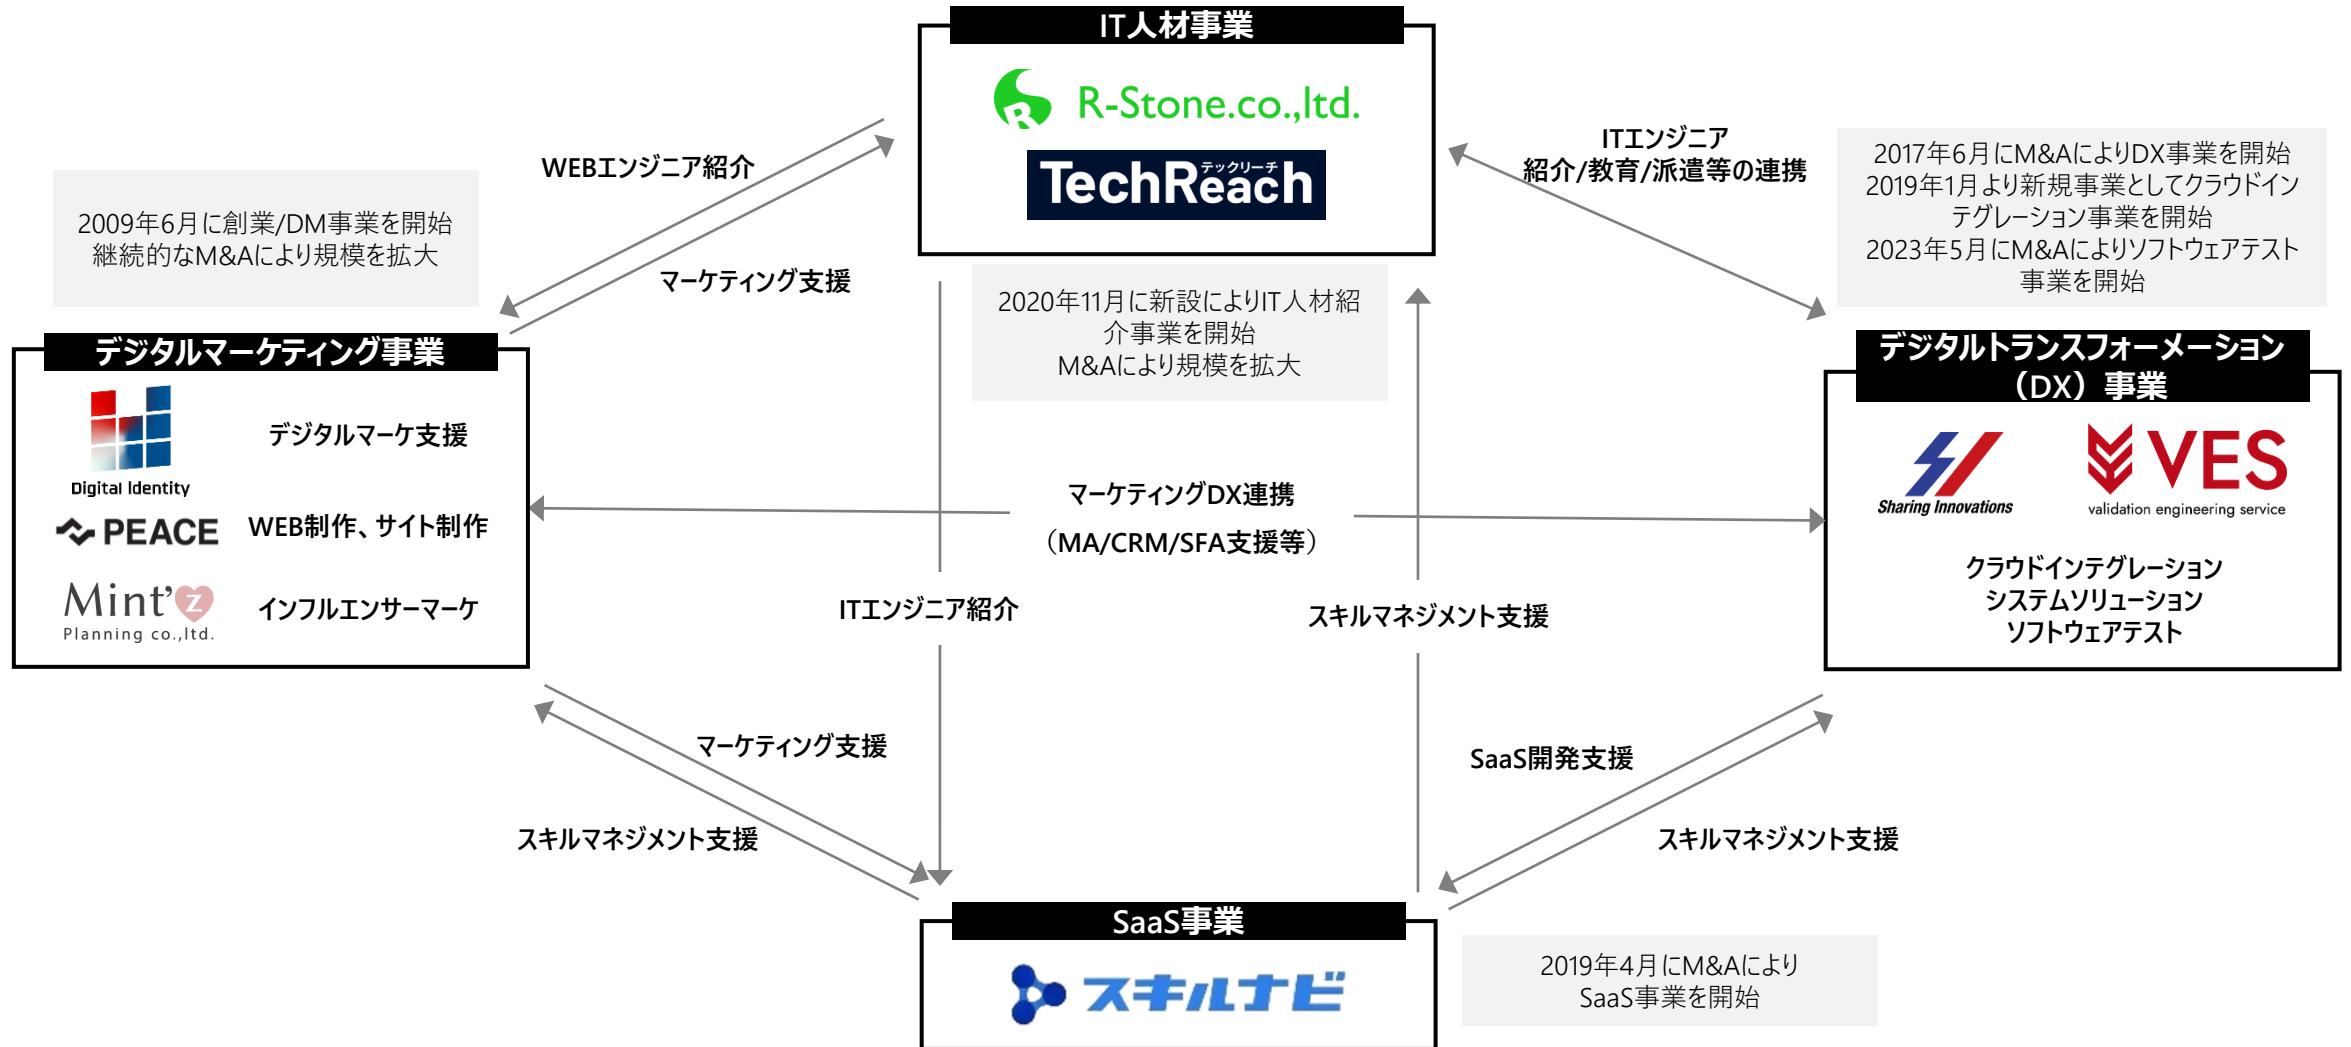 IT人材事業
R-Stone.co.,ltd.
テックリーチ
TechReach
WEBエンジニア紹介
マーケティング支援
ITエンジニア
紹介/教育/派遣等の連携
2017年6月にM&AによりDX事業を開始
2019年1月より新規事業としてクラウドイン
テグレーション事業を開始
2023年5月にM&Aによりソフトウェアテスト
事業を開始
2009年6月に創業/DM事業を開始
継続的なM&Aにより規模を拡大
2020年11月に新設によりIT人材紹
介事業を開始
M&Aにより規模を拡大
デジタルマーケティング事業
Digital Identity
デジタルマーケ支援
PEACE
WEB制作、サイト制作
Mint'z
Planning co.,ltd.
インフルエンサーマーケ
マーケティングDX連携
（MA/CRM/SFA支援等）
デジタルトランスフォーメーション
（DX）事業
Sharing Innovations
VES
validation engineering service
クラウドインテグレーション
システムソリューション
ソフトウェアテスト
ITエンジニア紹介
スキルマネジメント支援
マーケティング支援
スキルマネジメント支援
SaaS開発支援
スキルマネジメント支援
SaaS事業
スキルナビ
2019年4月にM&Aにより
SaaS事業を開始